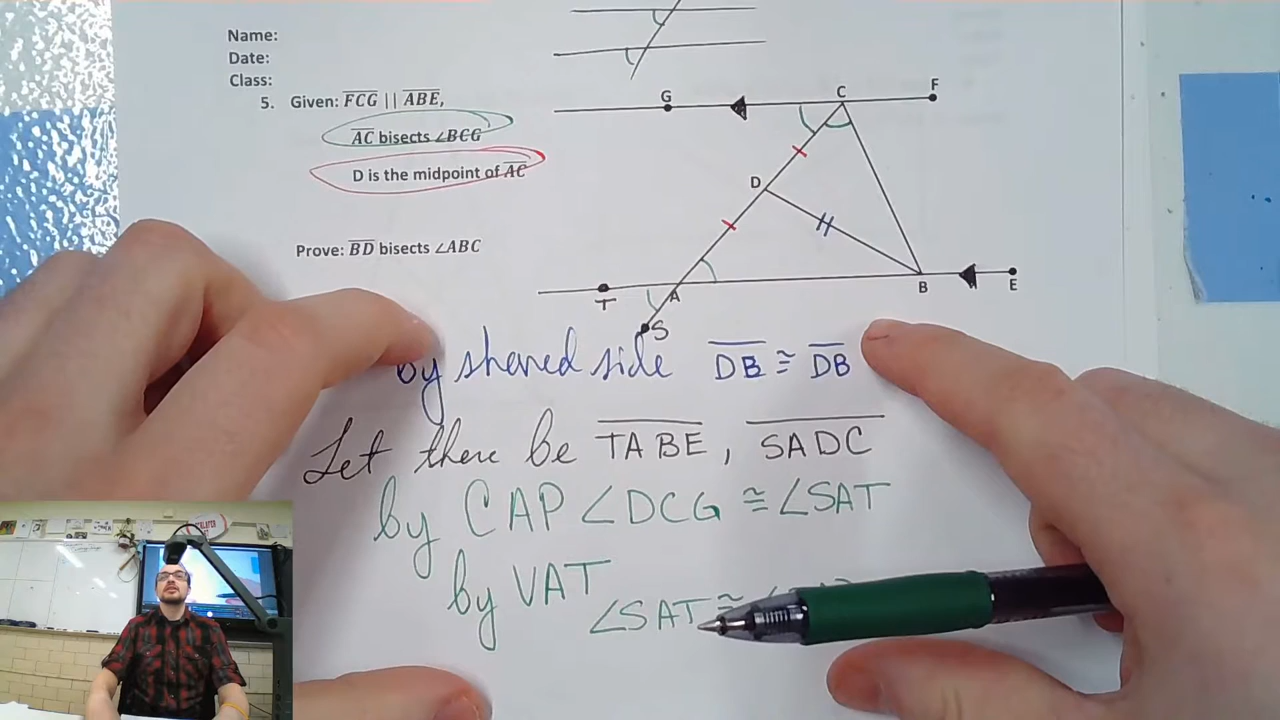 Name:
Date:
Class:
5. Given: FCG || ABE,
AC bisects ∠BCG
D is the midpoint of AC
Prove: BD bisects ∠ABC
G
C
F
D
T
A
B
E
S
by shared side DB ≅ DB
Let there be TABE, SADC
by CAP ∠DCG ≅ ∠SAT
by VAT
∠SAT ≅